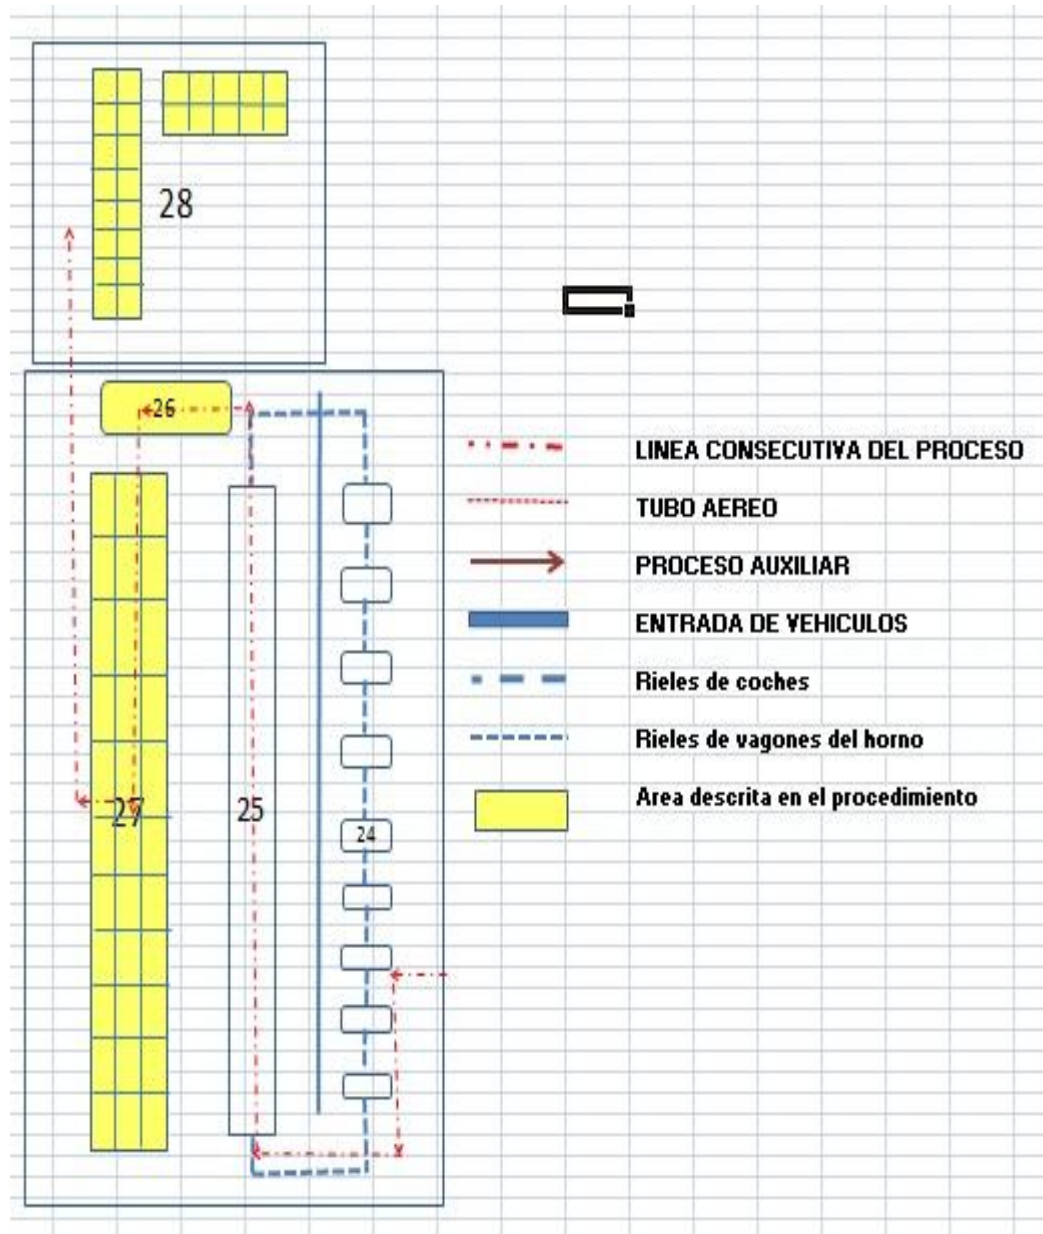 28
26
27
25
24
LINEA CONSECUTIVA DEL PROCESO
TUBO AEREO
PROCESO AUXILIAR
ENTRADA DE VEHICULOS
Rieles de coches
Rieles de vagones del horno
Area descrita en el procedimiento